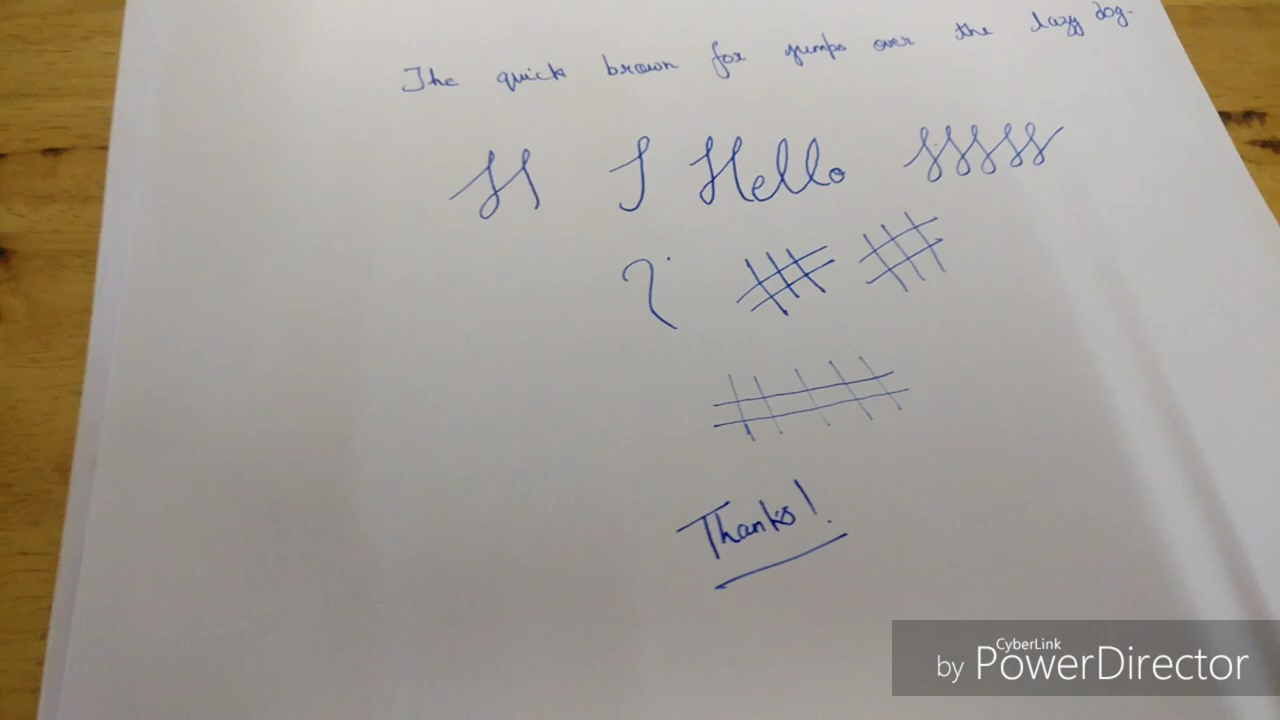 The quick brown fox jumps over the lazy dog.
H I Hello
Thanks!
CyberLink
by PowerDirector